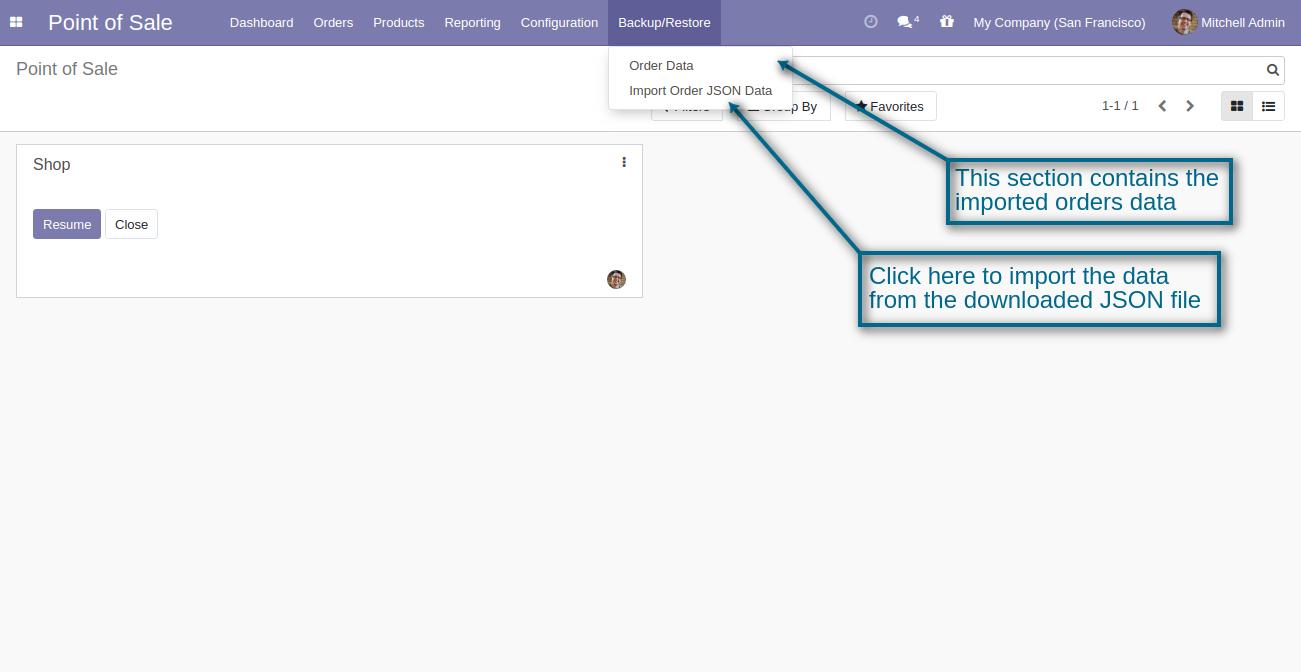 Point of Sale
Dashboard
Orders
Products
Reporting
Configuration
Backup/Restore
4
My Company (San Francisco)
Mitchell Admin
Point of Sale
Order Data
Import Order JSON Data
By
Favorites
1-1 / 1
This section contains the
imported orders data
Shop
Resume
Close
Click here to import the data
from the downloaded JSON file